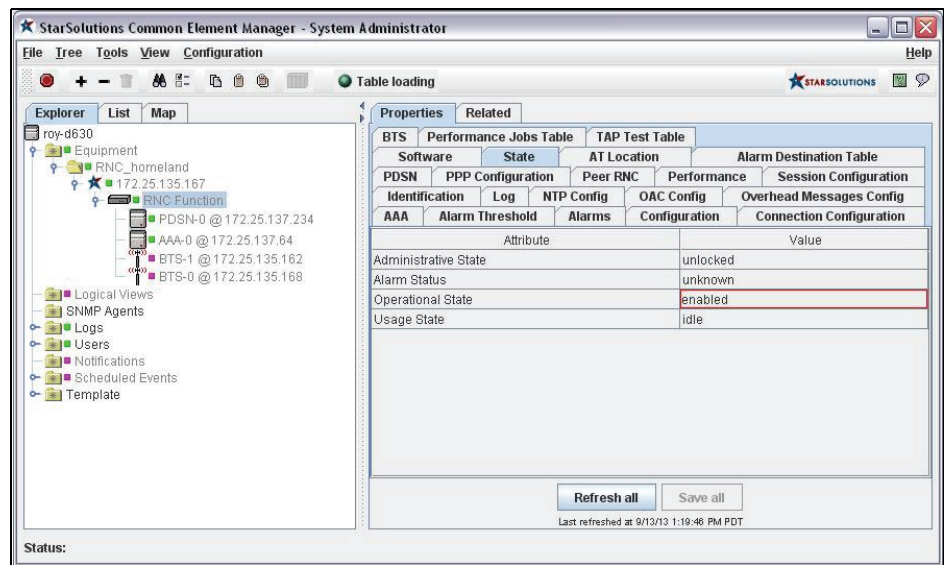 StarSolutions Common Element Manager - System Administrator
File Tree Tools View Configuration Help
Table loading STARSOLUTIONS
Explorer List Map
roy-d630
Equipment
RNC_homeland
172.25.135.167
RNC Function
PDSN-0 @ 172.25.137.234
AAA-0 @ 172.25.137.64
BTS-1 @ 172.25.135.162
BTS-0 @ 172.25.135.168
Logical Views
SNMP Agents
Logs
Users
Notifications
Scheduled Events
Template
Properties Related
BTS Performance Jobs Table TAP Test Table
Software State AT Location Alarm Destination Table
PDSN PPP Configuration Peer RNC Performance Session Configuration
Identification Log NTP Config OAC Config Overhead Messages Config
AAA Alarm Threshold Alarms Configuration Connection Configuration
Attribute Value
Administrative State unlocked
Alarm Status unknown
Operational State enabled
Usage State idle
Refresh all Save all
Last refreshed at 9/13/13 1:19:46 PM PDT
Status: